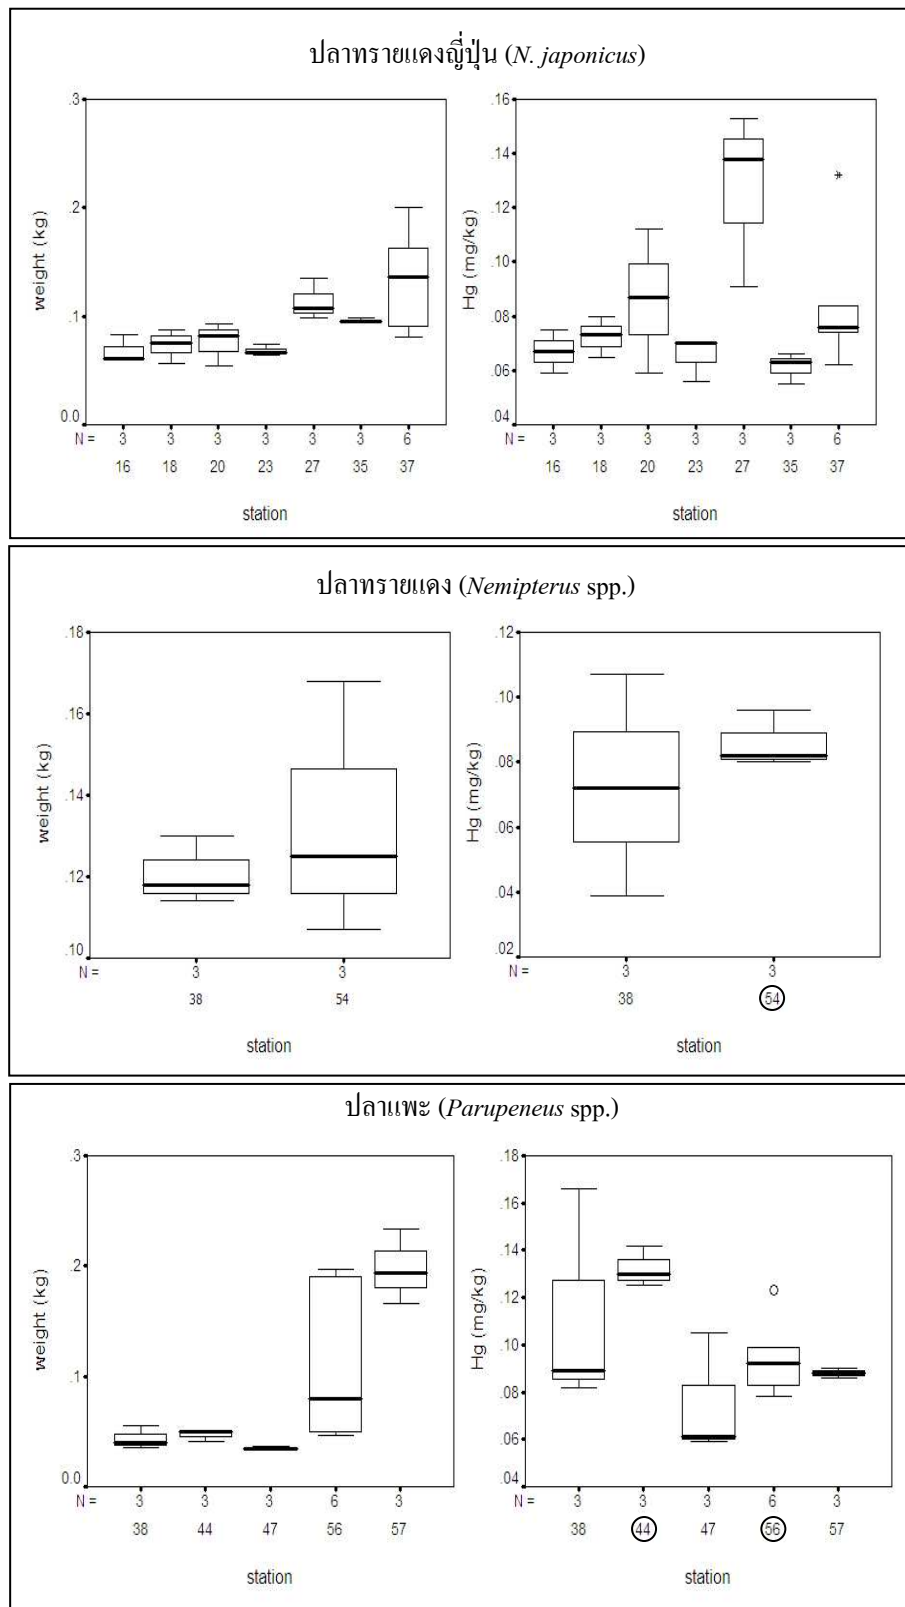 ปลาทรายแดงญี่ปุ่น (N. japonicus)
.3
.2
.1
0.0
weight (kg)
N = 3 3 3 3 3 3 6
16 18 20 23 27 35 37
station
.16
.14
.12
.10
.08
.06
.04
Hg (mg/kg)
*
N = 3 3 3 3 3 3 6
16 18 20 23 27 35 37
station
ปลาทรายแดง (Nemipterus spp.)
.18
.16
.14
.12
.10
weight (kg)
N = 3 3
38 54
station
.12
.10
.08
.06
.04
.02
Hg (mg/kg)
N = 3 3
38 54
station
ปลาแพะ (Parupeneus spp.)
.3
.2
.1
0.0
weight (kg)
N = 3 3 3 6 3
38 44 47 56 57
station
.18
.16
.14
.12
.10
.08
.06
.04
Hg (mg/kg)
N = 3 3 3 6 3
38 44 47 56 57
station